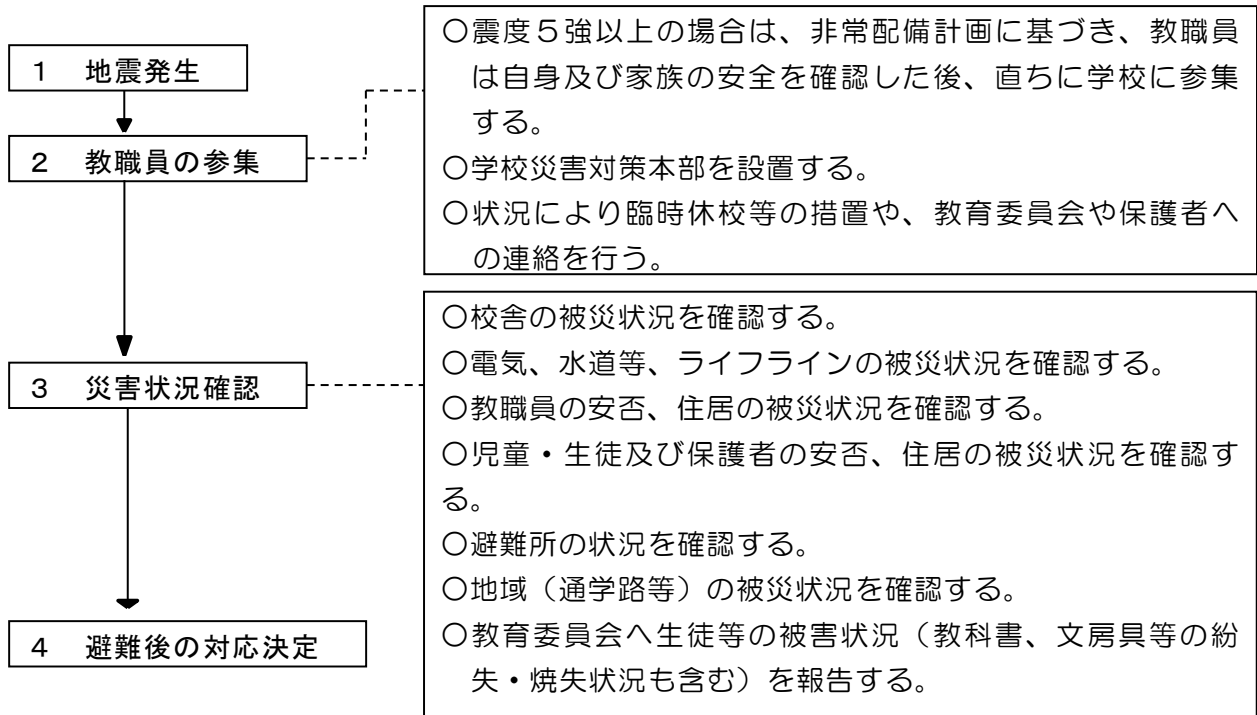 1　地震発生
2　教職員の参集
○震度５強以上の場合は、非常配備計画に基づき、教職員
は自身及び家族の安全を確認した後、直ちに学校に参集
する。
○学校災害対策本部を設置する。
○状況により臨時休校等の措置や、教育委員会や保護者へ
の連絡を行う。
3　災害状況確認
○校舎の被災状況を確認する。
○電気、水道等、ライフラインの被災状況を確認する。
○教職員の安否、住居の被災状況を確認する。
○児童・生徒及び保護者の安否、住居の被災状況を確認す
る。
○避難所の状況を確認する。
○地域（通学路等）の被災状況を確認する。
○教育委員会へ生徒等の被害状況（教科書、文房具等の紛
失・焼失状況も含む）を報告する。
4　避難後の対応決定